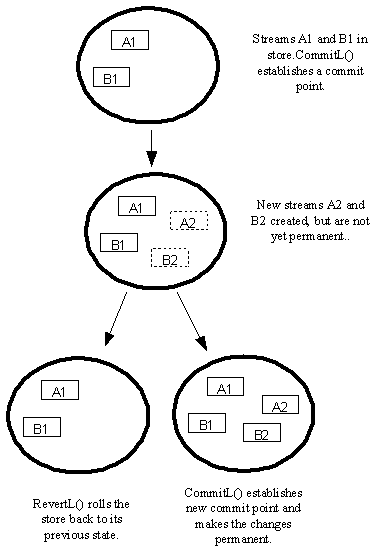 A1
B1
Streams A1 and B1 in
store.CommitL()
establishes a commit
point.
A1
A2
B1
B2
New streams A2 and
B2 created, but are not
yet permanent..
A1
B1
A1
A2
B1
B2
RevertL() rolls the
store back to its
previous state.
CommitL() establishes
new commit point and
makes the changes
permanent.